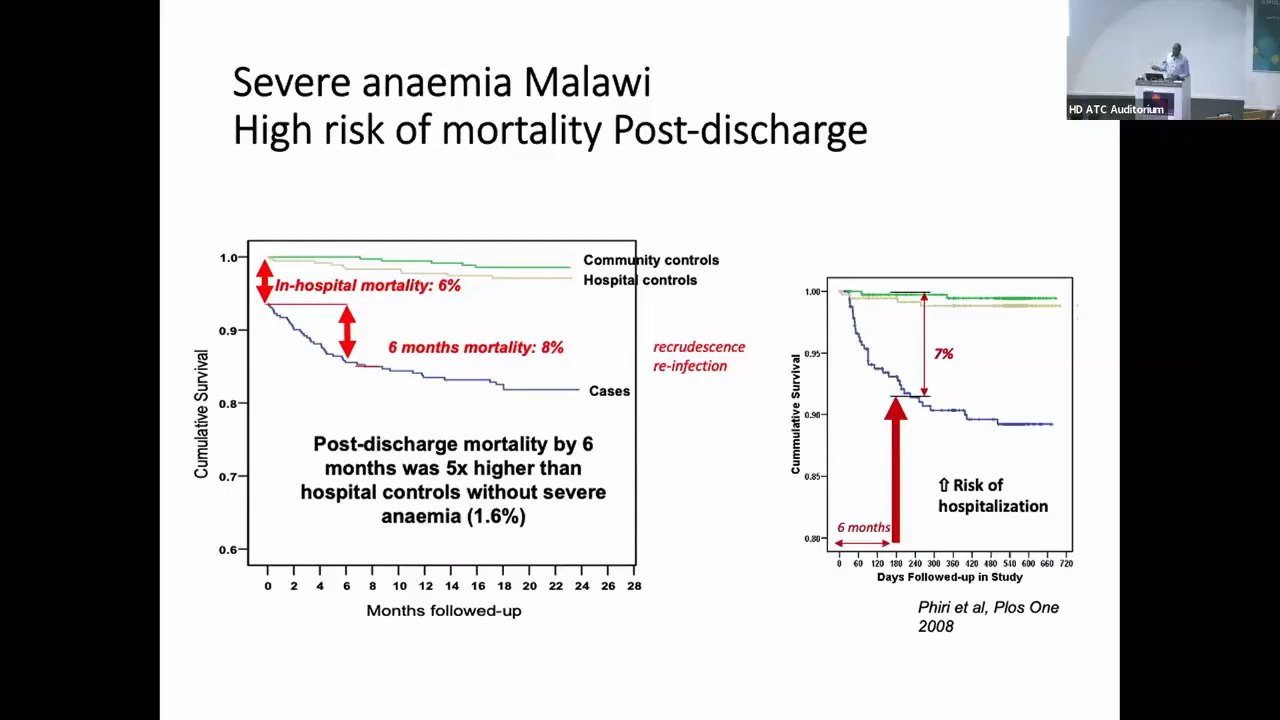 Severe anaemia Malawi
High risk of mortality Post-discharge
HD ATC Auditorium
1.0
0.9
0.8
0.7
0.6
Cumulative Survival
Community controls
Hospital controls
In-hospital mortality: 6%
6 months mortality: 8%
Cases
Post-discharge mortality by 6
months was 5x higher than
hospital controls without severe
anaemia (1.6%)
0 2 4 6 8 10 12 14 16 18 20 22 24 26 28
Months followed-up
recrudescence
re-infection
1.00
0.95
0.90
0.85
0.80
Cummulative Survival
7%
⇧ Risk of
hospitalization
6 months
0 60 120 180 240 300 360 420 480 540 600 660 720
Days Followed-up in Study
Phiri et al, Plos One
2008